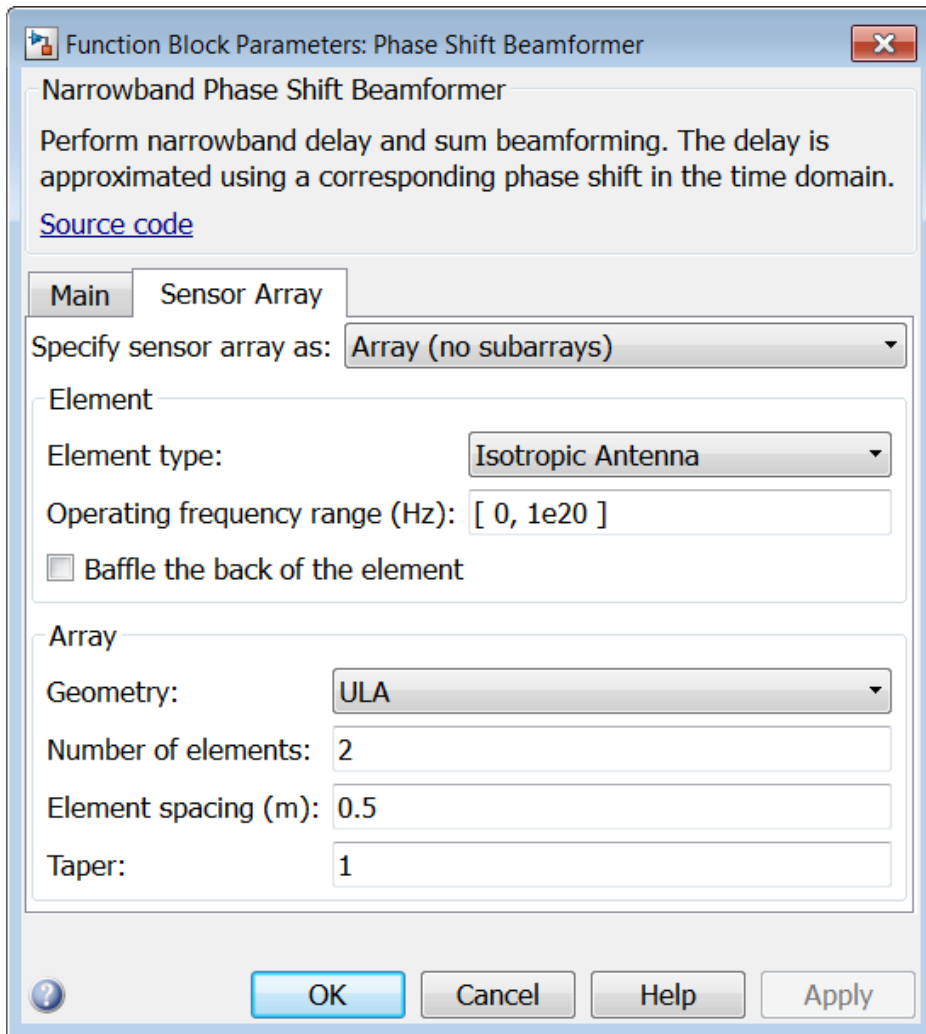 Function Block Parameters: Phase Shift Beamformer
Narrowband Phase Shift Beamformer
Perform narrowband delay and sum beamforming. The delay is
approximated using a corresponding phase shift in the time domain.
Source code
Main Sensor Array
Specify sensor array as: Array (no subarrays)
Element
Element type: Isotropic Antenna
Operating frequency range (Hz): [ 0, 1e20 ]
Baffle the back of the element
Array
Geometry: ULA
Number of elements: 2
Element spacing (m): 0.5
Taper: 1
? OK Cancel Help Apply